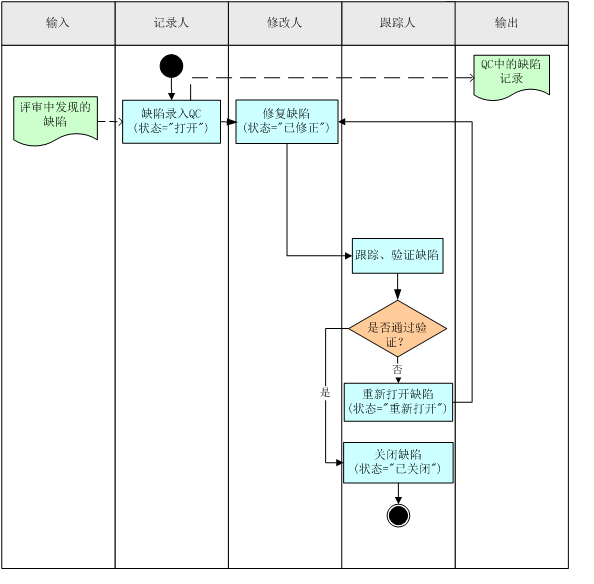 输入
记录人
修改人
跟踪人
输出
QC中的缺陷
记录
评审中发现的
缺陷
缺陷录入QC
(状态="打开")
修复缺陷
(状态="已修正")
跟踪、验证缺陷
是否通过验
证?
否
是
重新打开缺陷
(状态="重新打开")
关闭缺陷
(状态="已关闭")